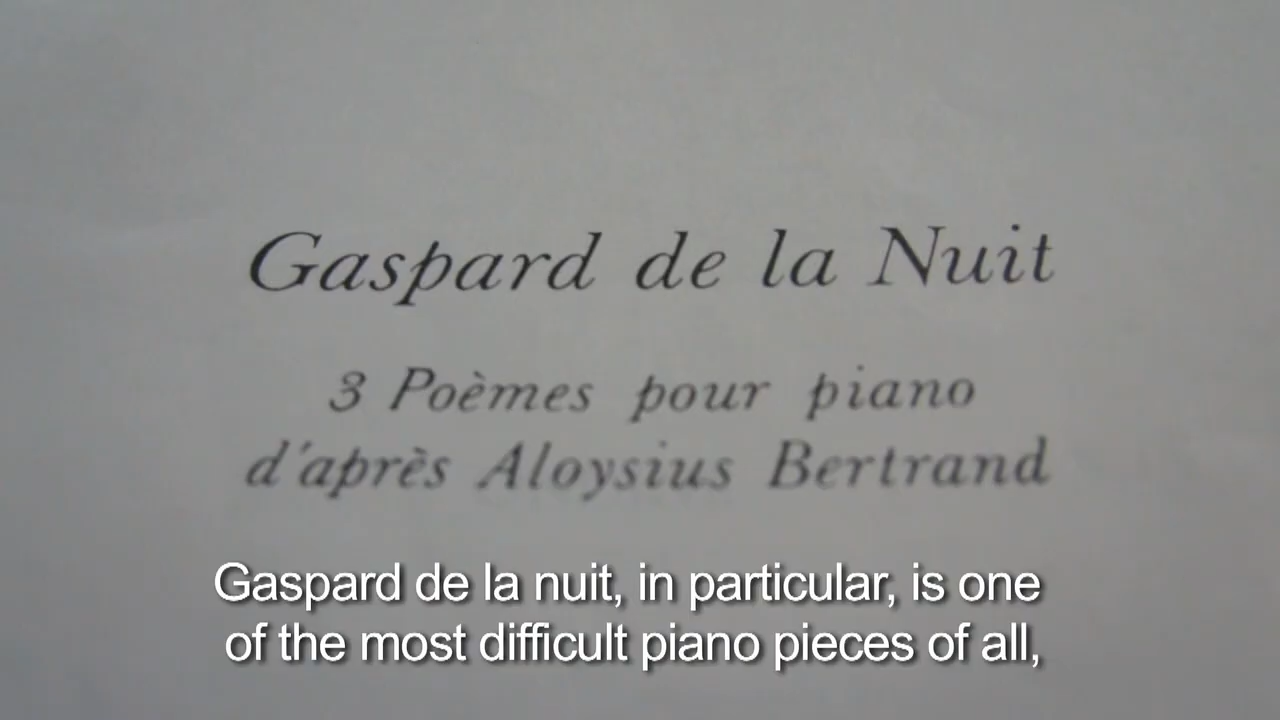 Gaspard de la Nuit
3 Poèmes pour piano
d'après Aloysius Bertrand
Gaspard de la nuit, in particular, is one
of the most difficult piano pieces of all,